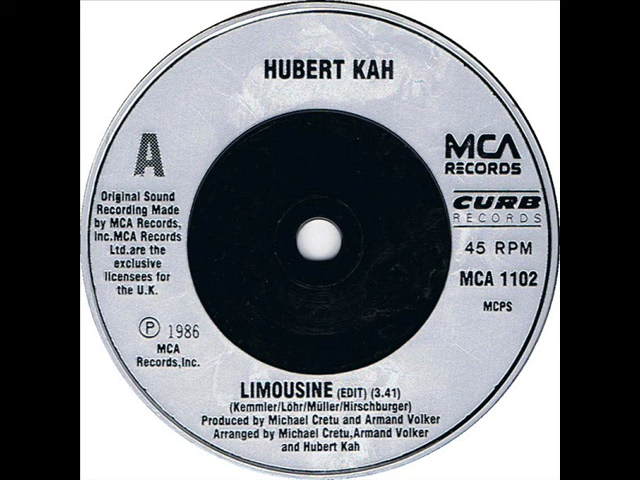 HUBERT KAH
A
MCA
RECORDS
CURB
RECORDS
Original Sound
Recording Made
by MCA Records,
Inc.MCA Records
Ltd.are the
exclusive
licensees for
the U.K.
45 RPM
MCA 1102
MCPS
℗ 1986
MCA
Records,Inc.
LIMOUSINE (EDIT) (3.41)
(Kemmler/Löhr/Müller/Hirschburger)
Produced by Michael Cretu and Armand Volker
Arranged by Michael Cretu,Armand Volker
and Hubert Kah